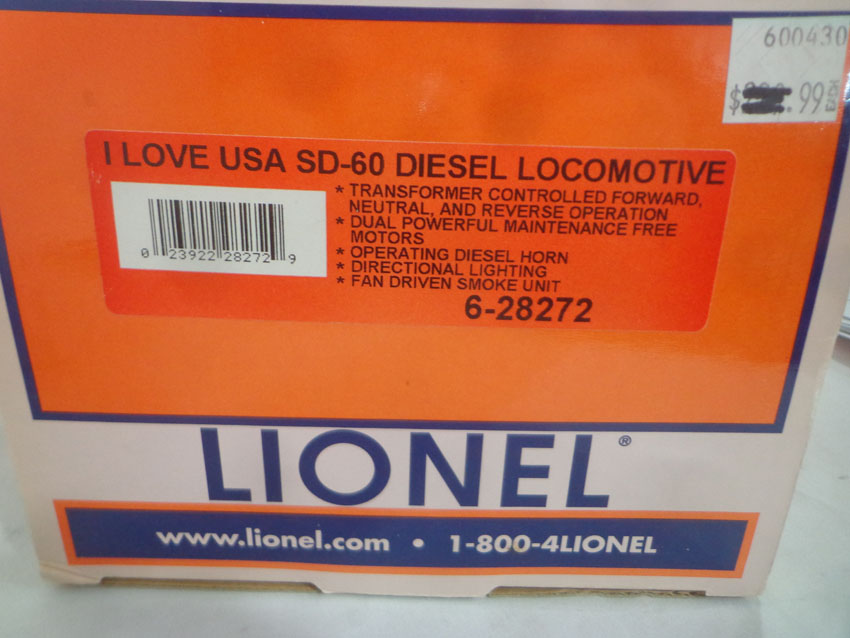 600430
$ .99 EACH
I LOVE USA SD-60 DIESEL LOCOMOTIVE
* TRANSFORMER CONTROLLED FORWARD,
NEUTRAL, AND REVERSE OPERATION
* DUAL POWERFUL MAINTENANCE FREE
MOTORS
* OPERATING DIESEL HORN
* DIRECTIONAL LIGHTING
* FAN DRIVEN SMOKE UNIT
0 23922 28272 9
6-28272
LIONEL®
www.lionel.com • 1-800-4LIONEL